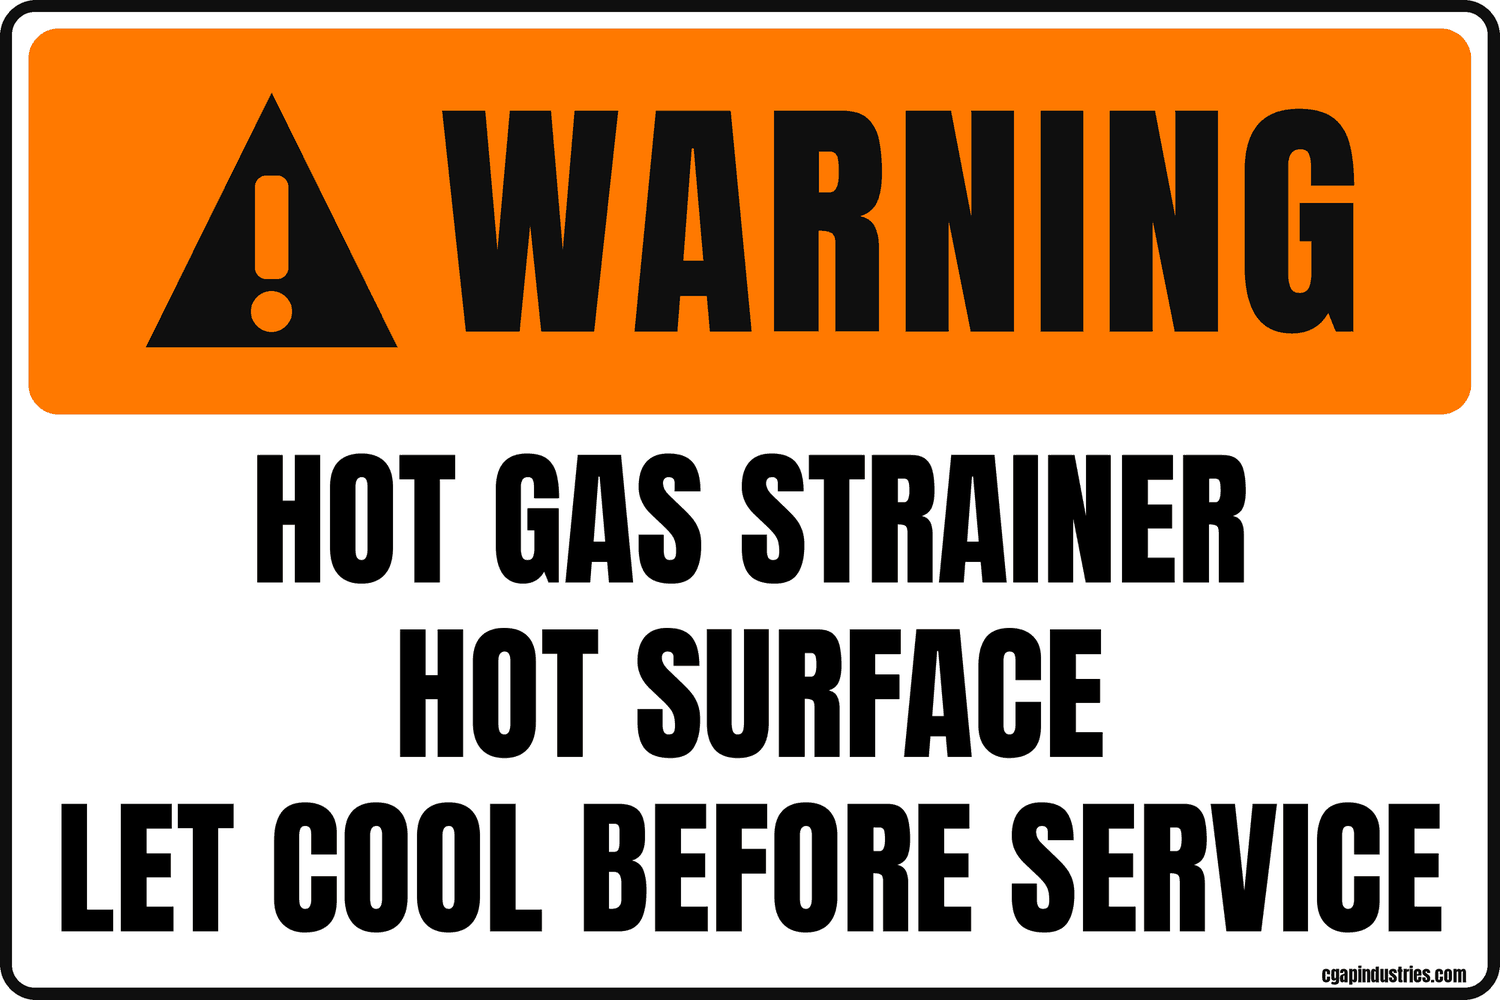 WARNING
HOT GAS STRAINER
HOT SURFACE
LET COOL BEFORE SERVICE
cgapindustries.com